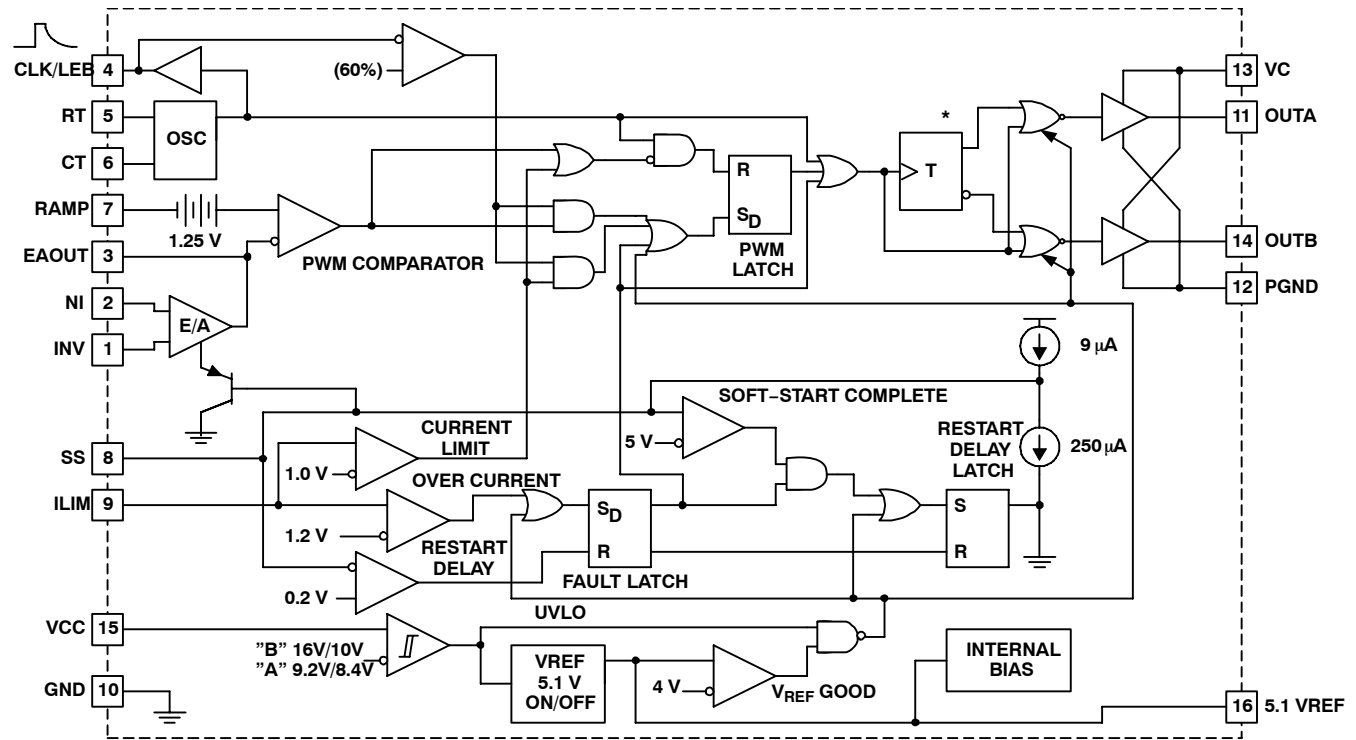 CLK/LEB 4
(60%)
13 VC
RT 5
OSC
*
11 OUTA
CT 6
R
T
RAMP 7
1.25 V
SD
EAOUT 3
PWM COMPARATOR
PWM
LATCH
14 OUTB
NI 2
12 PGND
E/A
INV 1
9 µA
SOFT−START COMPLETE
CURRENT
LIMIT
5 V
RESTART
DELAY
LATCH
250 µA
SS 8
1.0 V
OVER CURRENT
ILIM 9
SD
S
1.2 V
RESTART
DELAY
R
R
FAULT LATCH
0.2 V
UVLO
VCC 15
”B” 16V/10V
”A” 9.2V/8.4V
VREF
5.1 V
ON/OFF
INTERNAL
BIAS
4 V
VREF GOOD
GND 10
16 5.1 VREF